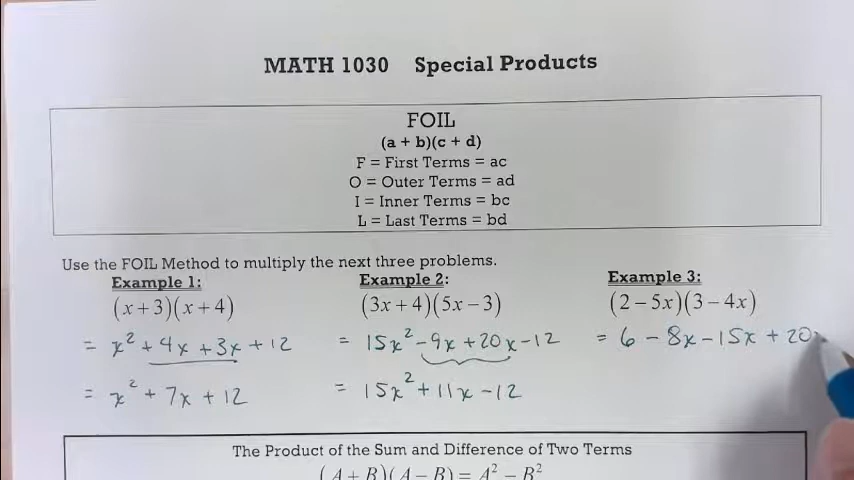 MATH 1030 Special Products
FOIL
(a + b)(c + d)
F = First Terms = ac
O = Outer Terms = ad
I = Inner Terms = bc
L = Last Terms = bd
Use the FOIL Method to multiply the next three problems.
Example 1:
(x+3)(x+4)
= x² + 4x + 3x + 12
= x² + 7x + 12
Example 2:
(3x+4)(5x−3)
= 15x² − 9x + 20x − 12
= 15x² + 11x − 12
Example 3:
(2−5x)(3−4x)
= 6 − 8x − 15x + 20x
The Product of the Sum and Difference of Two Terms
(A+B)(A−B) = A² − B²